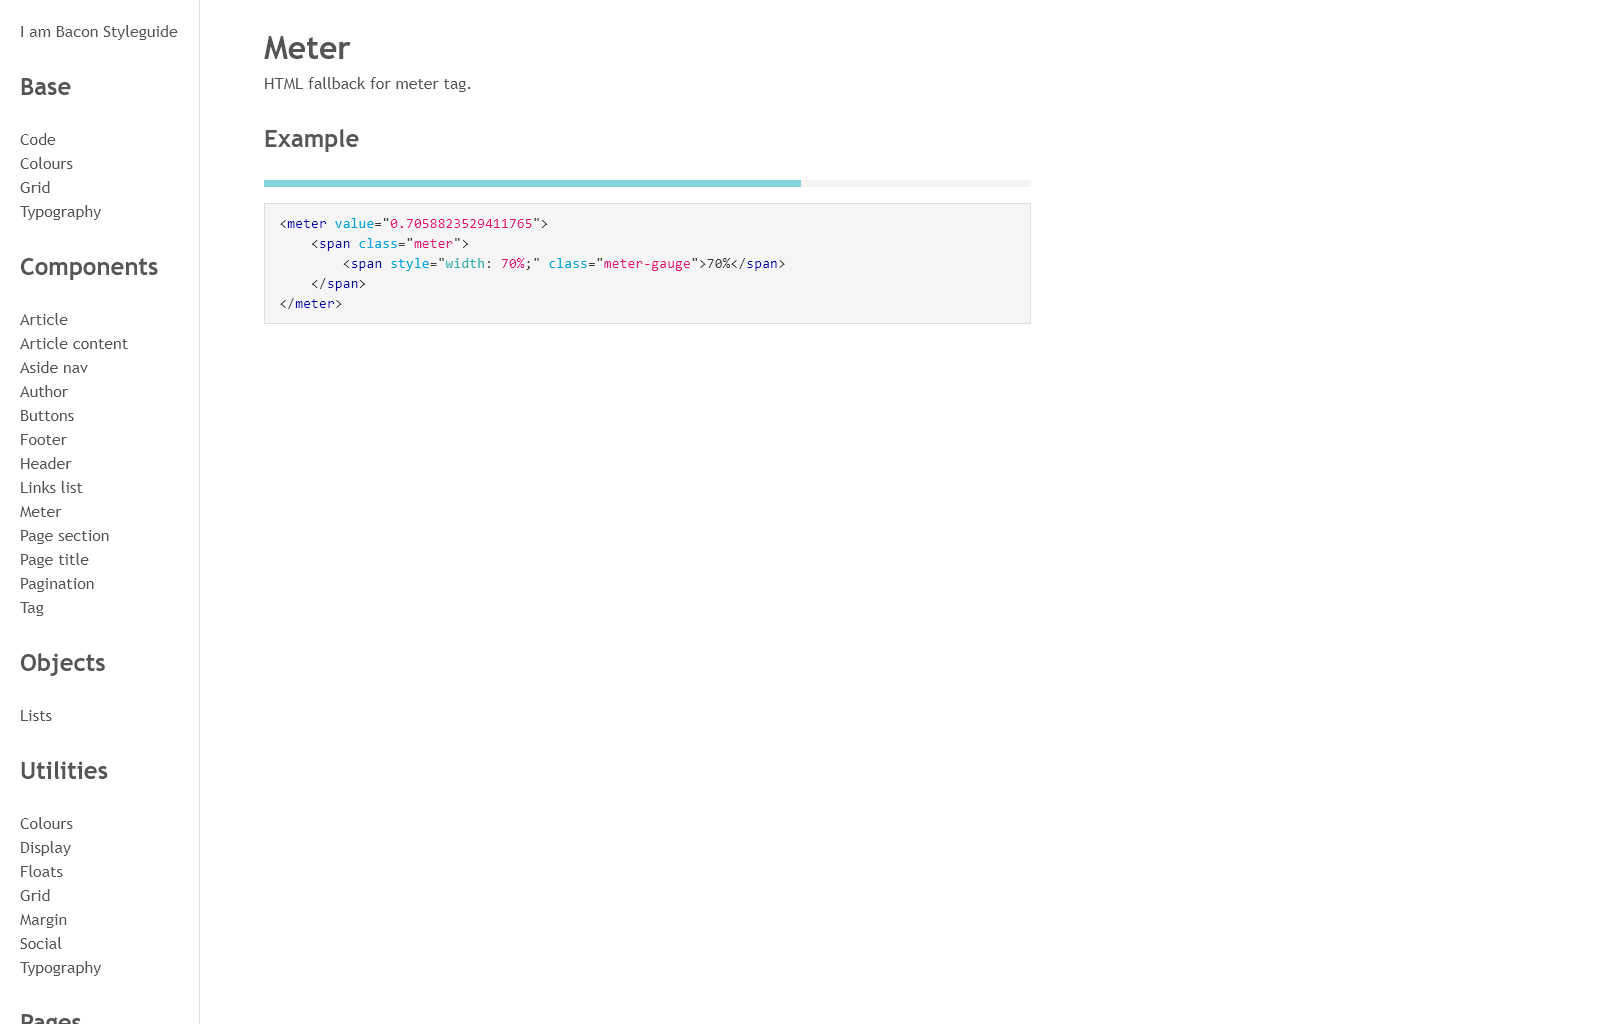 I am Bacon Styleguide
Base
Code
Colours
Grid
Typography
Components
Article
Article content
Aside nav
Author
Buttons
Footer
Header
Links list
Meter
Page section
Page title
Pagination
Tag
Objects
Lists
Utilities
Colours
Display
Floats
Grid
Margin
Social
Typography
Pages
Meter
HTML fallback for meter tag.
Example
<meter value="0.7058823529411765">
    <span class="meter">
        <span style="width: 70%;" class="meter-gauge">70%</span>
    </span>
</meter>